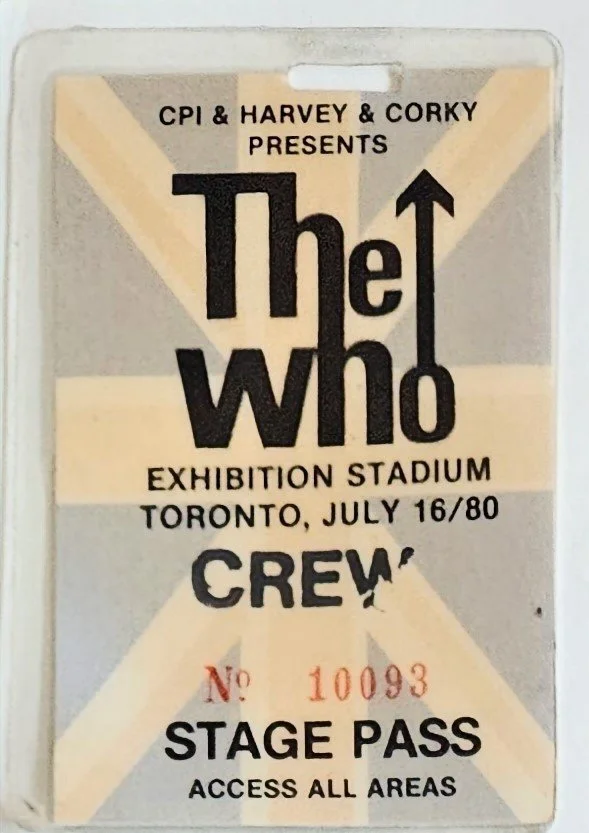 CPI & HARVEY & CORKY
PRESENTS
The
who
EXHIBITION STADIUM
TORONTO, JULY 16/80
CREW
Nº 10093
STAGE PASS
ACCESS ALL AREAS